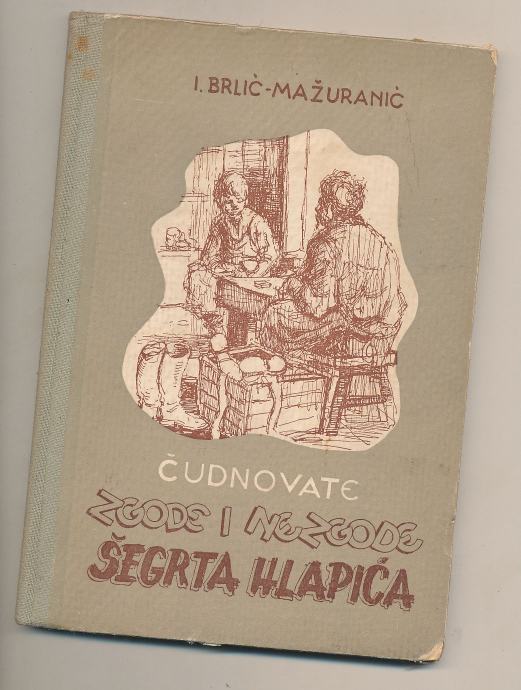 I. BRLIĆ-MAŽURANIĆ
ČUDNOVATE
ZGODE I NEZGODE
ŠEGRTA HLAPIĆA